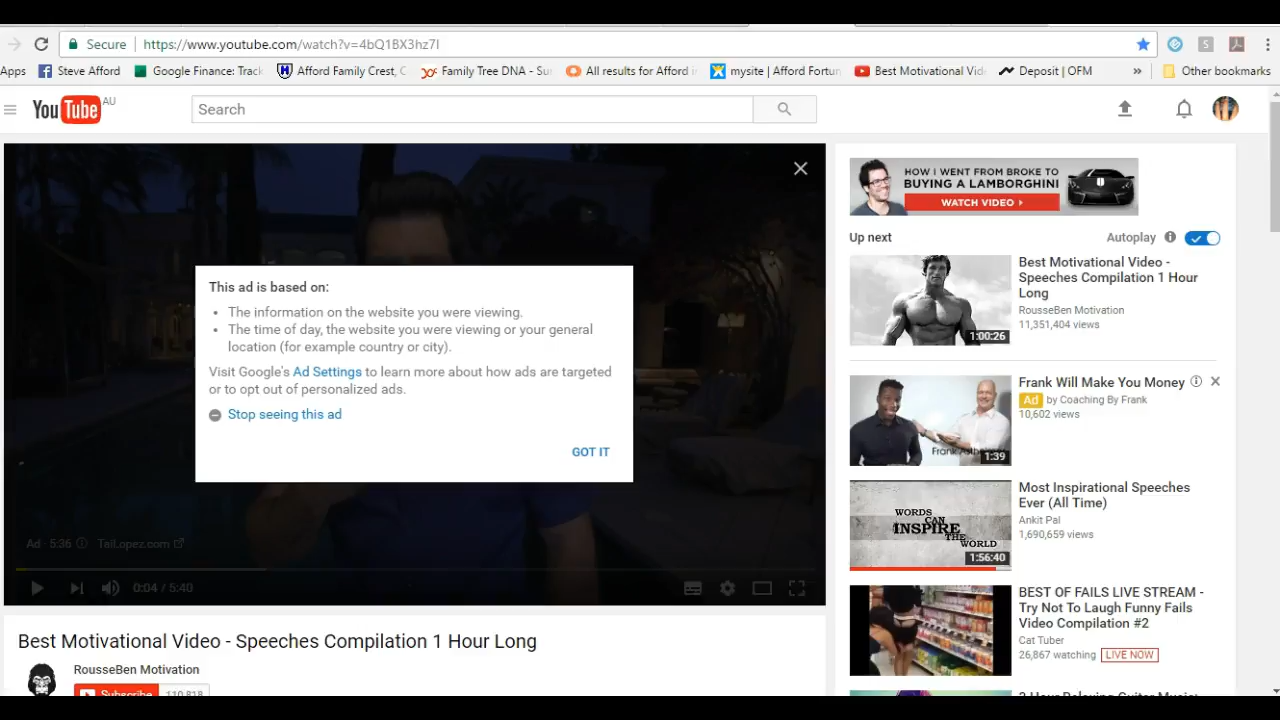 Secure
https://www.youtube.com/watch?v=4bQ1BX3hz7I
Apps
Steve Afford
Google Finance: Track
Afford Family Crest, C
Family Tree DNA - Su
All results for Afford i
mysite | Afford Fortun
Best Motivational Vide
Deposit | OFM
»
Other bookmarks
YouTube AU
Search
This ad is based on:
• The information on the website you were viewing.
• The time of day, the website you were viewing or your general
location (for example country or city).
Visit Google's Ad Settings to learn more about how ads are targeted
or to opt out of personalized ads.
Stop seeing this ad
GOT IT
Ad · 5:36
TaiLopez.com
0:04 / 5:40
Best Motivational Video - Speeches Compilation 1 Hour Long
RousseBen Motivation
Subscribe 110,818
HOW I WENT FROM BROKE TO
BUYING A LAMBORGHINI
WATCH VIDEO
Up next
Autoplay
Best Motivational Video -
Speeches Compilation 1 Hour
Long
RousseBen Motivation
11,351,404 views
1:00:26
Frank Will Make You Money
Ad by Coaching By Frank
10,602 views
Frank
1:39
Most Inspirational Speeches
Ever (All Time)
Ankit Pal
1,690,659 views
WORDS
CAN
INSPIRE
THE
WORLD
1:56:40
BEST OF FAILS LIVE STREAM -
Try Not To Laugh Funny Fails
Video Compilation #2
Cat Tuber
26,867 watching LIVE NOW